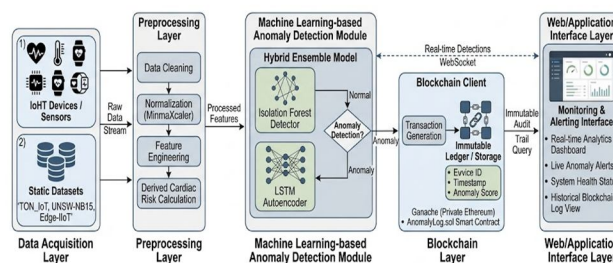 Preprocessing
Layer
Machine Learning-based
Anomaly Detection Module
Web/Application
Interface Layer
1)
IoHT Devices /
Sensors
2)
Static Datasets
'TON_IoT, UNSW-NB15,
Edge-IIoT'
Data Acquisition
Layer
Raw
Data
Stream
Data Cleaning
Normalization
(MinmaXcaler)
Feature
Engineering
Derived Cardiac
Risk Calculation
Preprocessing
Layer
Processed
Features
Hybrid Ensemble Model
Isolation Forest
Detector
LSTM
Autoencoder
Normal
Anomaly
Detection?
Anomaly
Machine Learning-based
Anomaly Detection Module
Anomaly
Real-time Detections
WebSocket
Blockchain Client
Transaction
Generation
Immutable
Ledger / Storage
• Evvice ID
• Timestamp
• Anomaly Score
Ganache (Private Ethereum)
• AnomalyLog.sol Smart Contract
Blockchain
Layer
Immutable
Audit
Trail
Query
Monitoring &
Alerting Interface
• Real-time Analytics
Dashboard
• Live Anomaly Alerts
• System Health Stat
• Historical Blockchain
Log View
Web/Application
Interface Layer